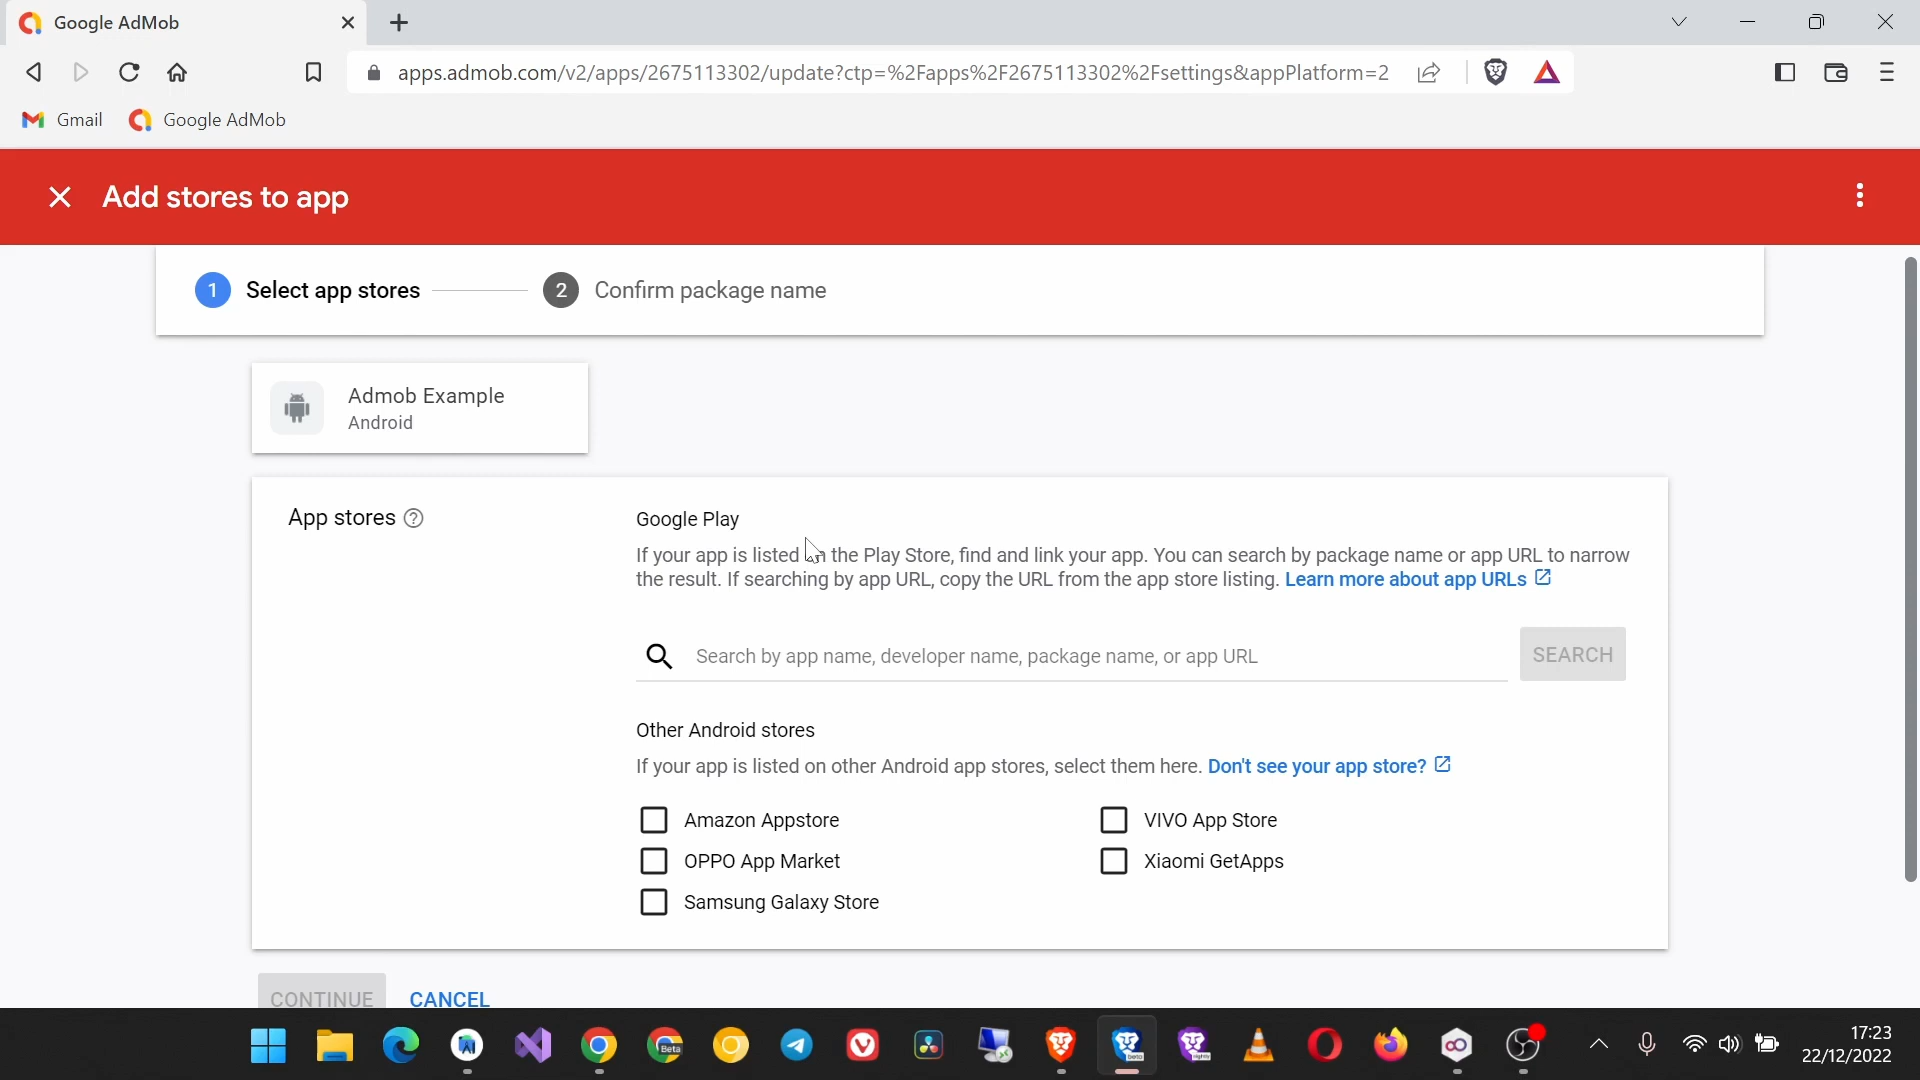 Google AdMob
apps.admob.com/v2/apps/2675113302/update?ctp=%2Fapps%2F2675113302%2Fsettings&appPlatform=2
Gmail
Google AdMob
Add stores to app
1 Select app stores
2 Confirm package name
Admob Example
Android
App stores
Google Play
If your app is listed on the Play Store, find and link your app. You can search by package name or app URL to narrow
the result. If searching by app URL, copy the URL from the app store listing. Learn more about app URLs
Search by app name, developer name, package name, or app URL
SEARCH
Other Android stores
If your app is listed on other Android app stores, select them here. Don't see your app store?
Amazon Appstore
VIVO App Store
OPPO App Market
Xiaomi GetApps
Samsung Galaxy Store
CONTINUE
CANCEL
Beta
beta
nightly
17:23
22/12/2022